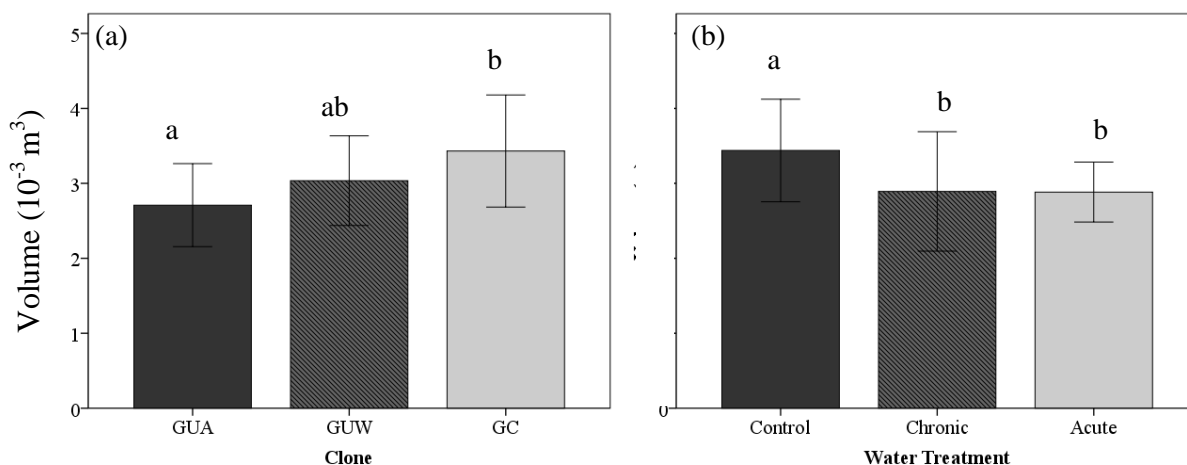 (a)
a
ab
b
Volume (10⁻³ m³)
5
4
3
2
1
0
GUA GUW GC
Clone
(b)
a
b
b
0
Control Chronic Acute
Water Treatment